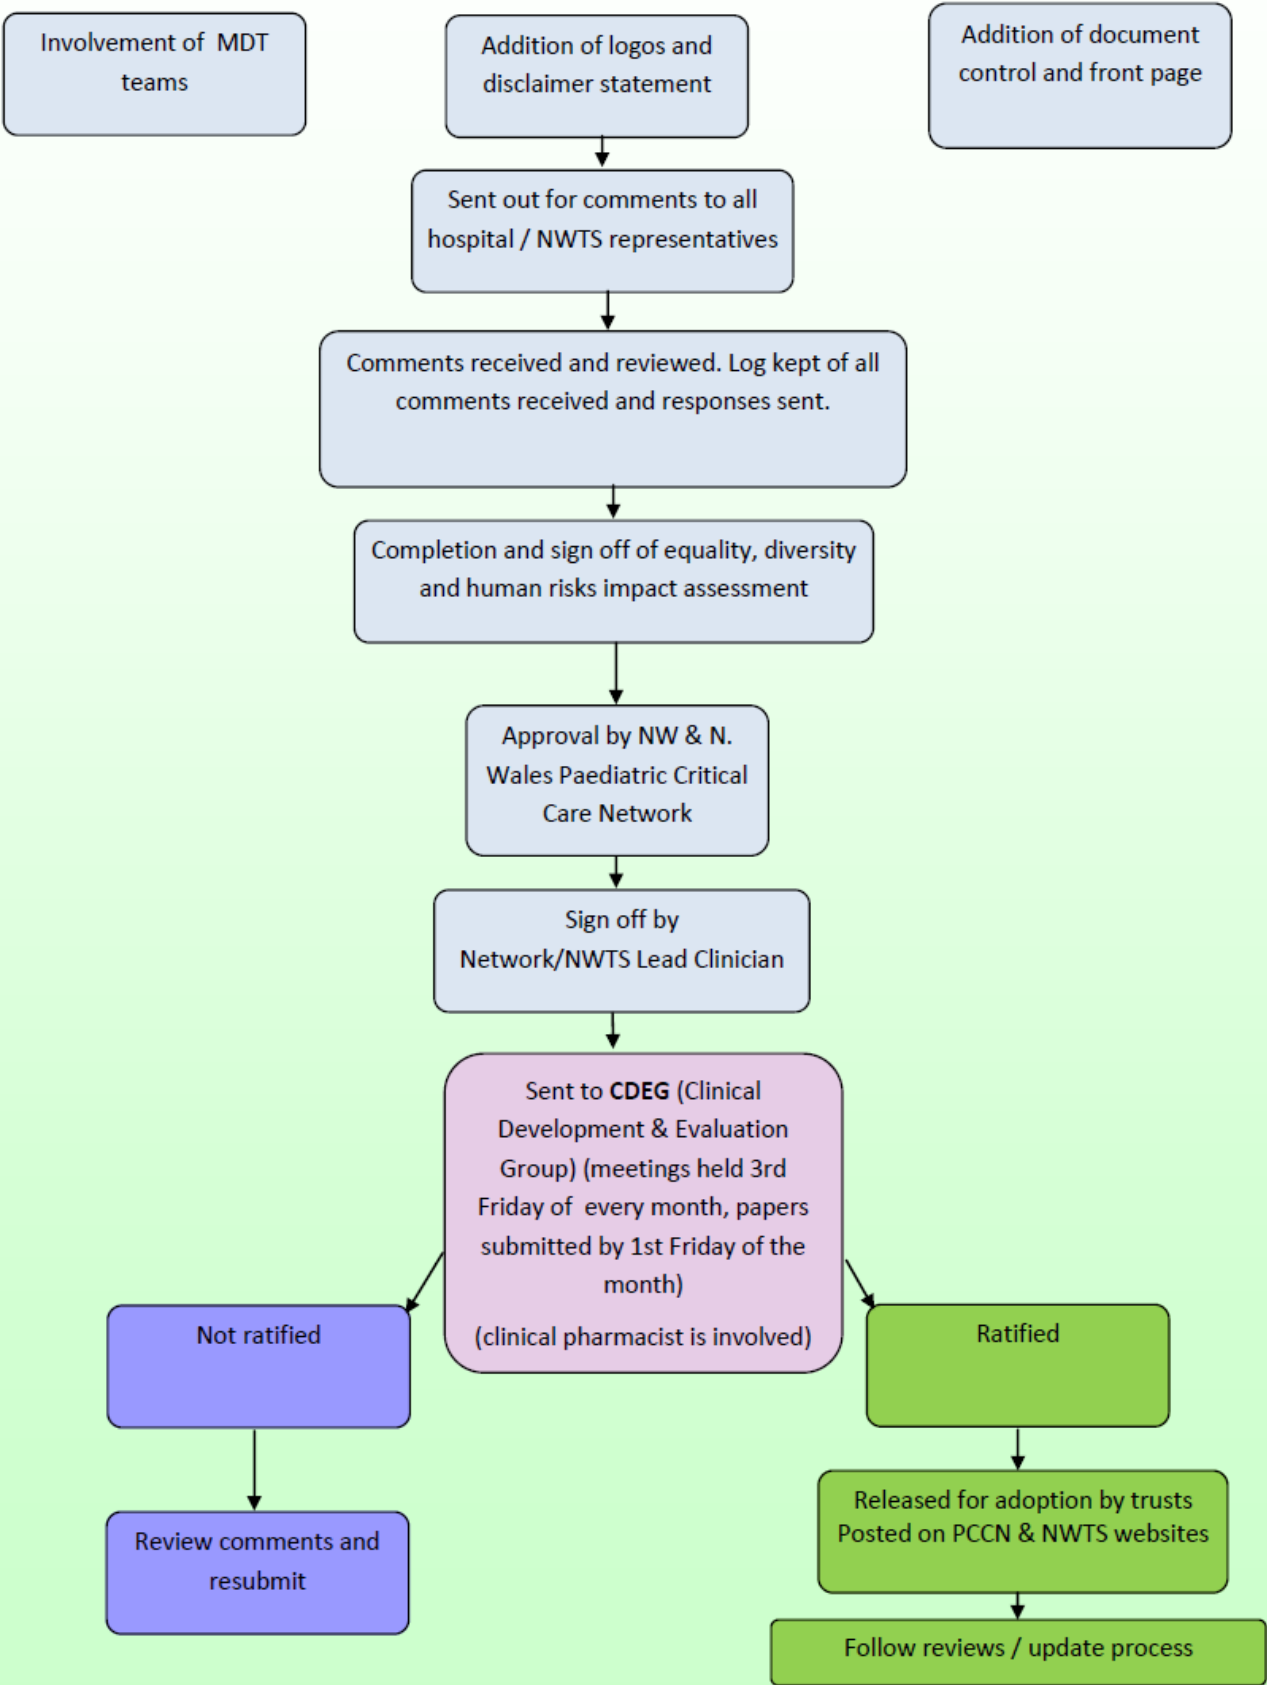 Involvement of MDT
teams
Addition of logos and
disclaimer statement
Addition of document
control and front page
Sent out for comments to all
hospital / NWTS representatives
Comments received and reviewed. Log kept of all
comments received and responses sent.
Completion and sign off of equality, diversity
and human risks impact assessment
Approval by NW & N.
Wales Paediatric Critical
Care Network
Sign off by
Network/NWTS Lead Clinician
Sent to CDEG (Clinical
Development & Evaluation
Group) (meetings held 3rd
Friday of every month, papers
submitted by 1st Friday of the
month)
(clinical pharmacist is involved)
Not ratified
Review comments and
resubmit
Ratified
Released for adoption by trusts
Posted on PCCN & NWTS websites
Follow reviews / update process